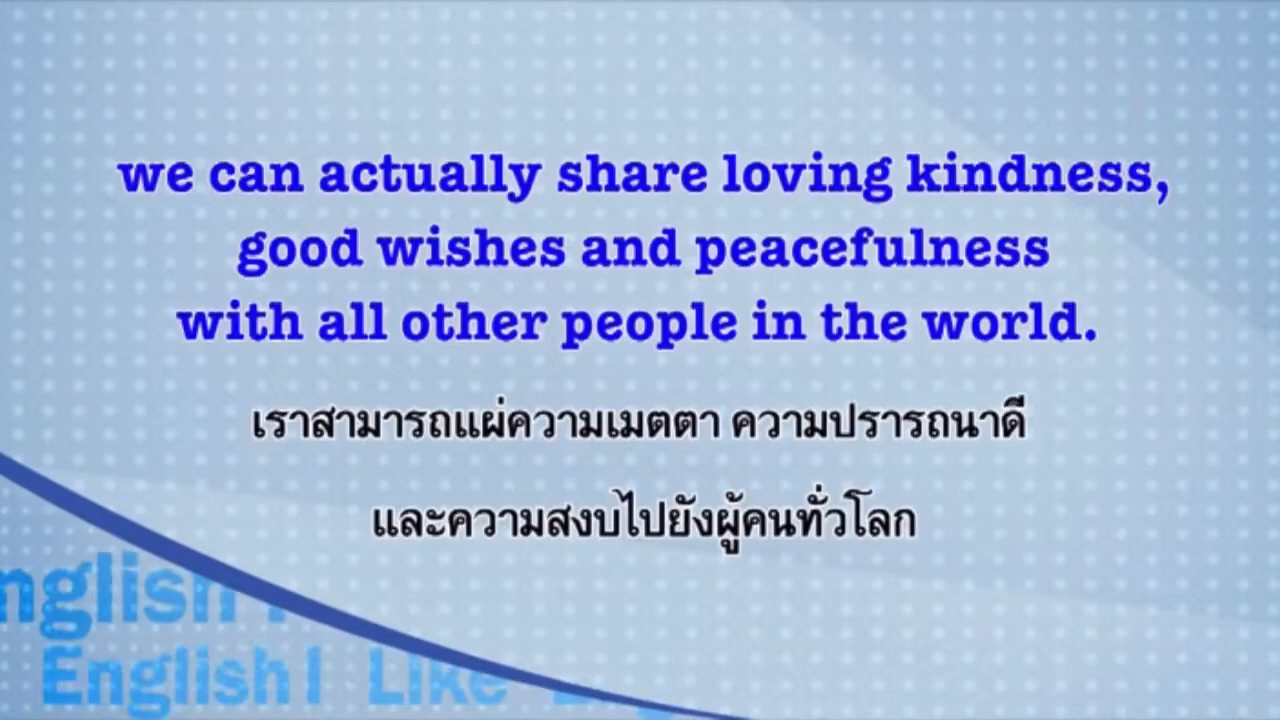 we can actually share loving kindness,
good wishes and peacefulness
with all other people in the world.
เราสามารถแผ่ความเมตตา ความปรารถนาดี
และความสงบไปยังผู้คนทั่วโลก
English I Like